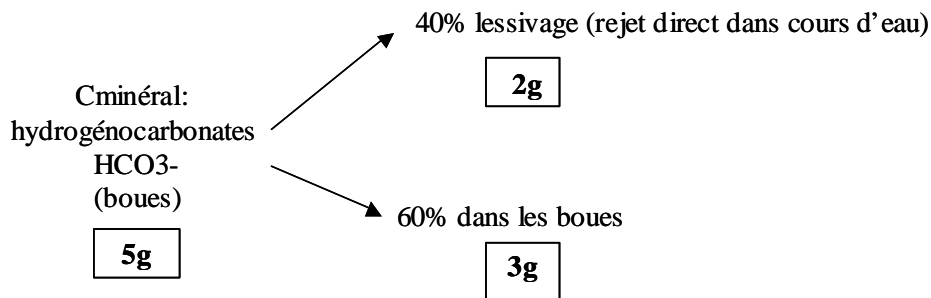 40% lessivage (rejet direct dans cours d'eau)
2g
Cminéral:
hydrogénocarbonates
HCO3-
(boues)
5g
60% dans les boues
3g